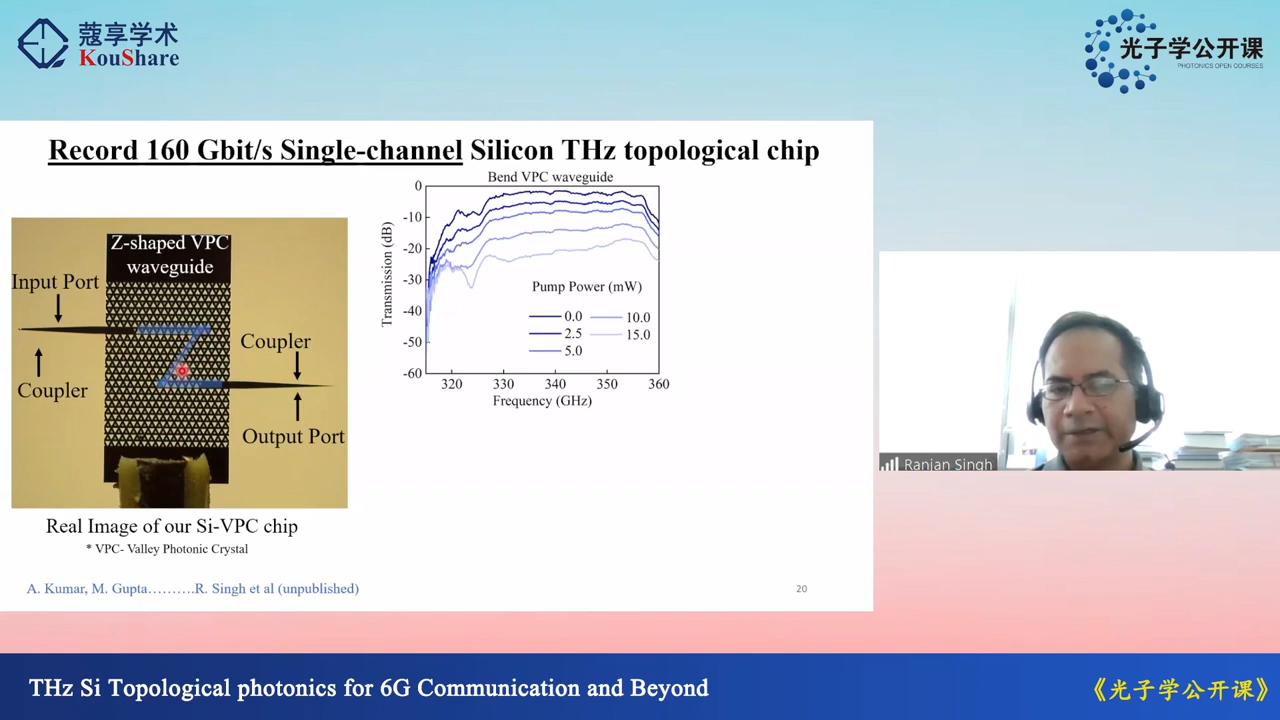 蔻享学术
KouShare
光子学公开课
PHOTONICS OPEN COURSES
Record 160 Gbit/s Single-channel Silicon THz topological chip
Z-shaped VPC
waveguide
Input Port
Coupler
Coupler
Output Port
Real Image of our Si-VPC chip
* VPC- Valley Photonic Crystal
Bend VPC waveguide
Transmission (dB)
0
-10
-20
-30
-40
-50
-60
Pump Power (mW)
0.0
2.5
5.0
10.0
15.0
320
330
340
350
360
Frequency (GHz)
A. Kumar, M. Gupta……….R. Singh et al (unpublished)
20
Ranjan Singh
THz Si Topological photonics for 6G Communication and Beyond
《光子学公开课》